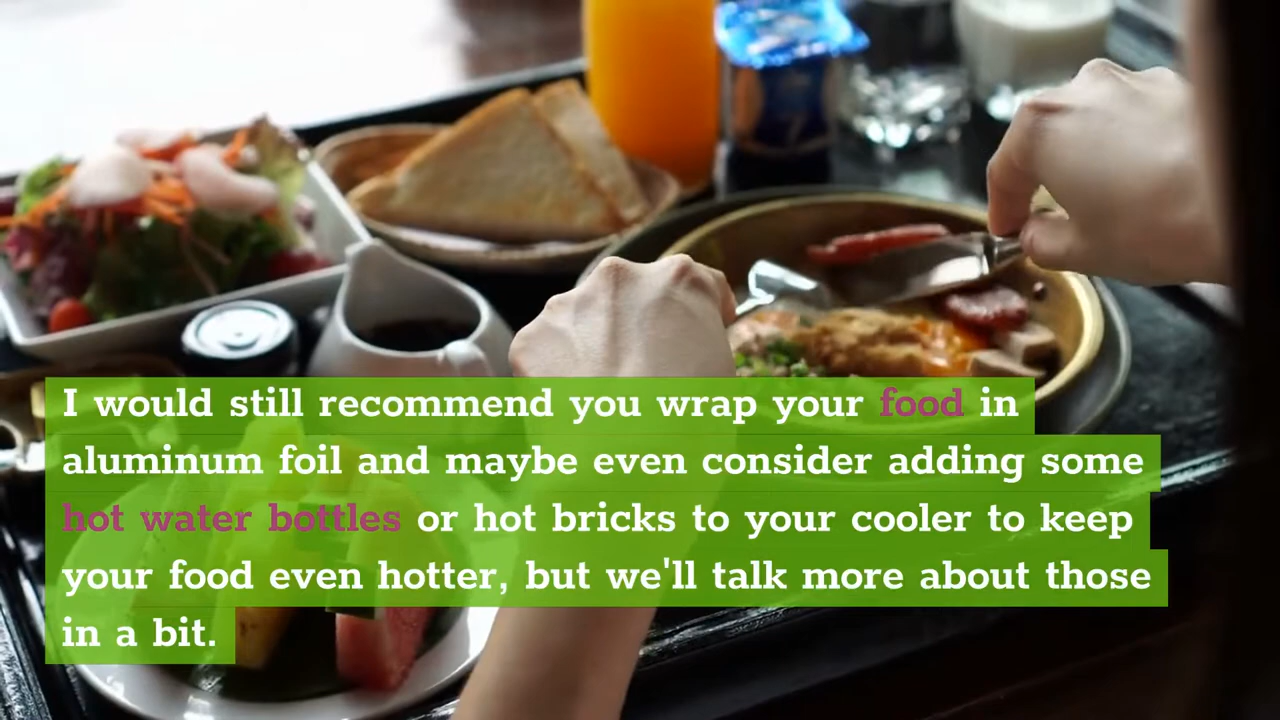 I would still recommend you wrap your food in
aluminum foil and maybe even consider adding some
hot water bottles or hot bricks to your cooler to keep
your food even hotter, but we'll talk more about those
in a bit.